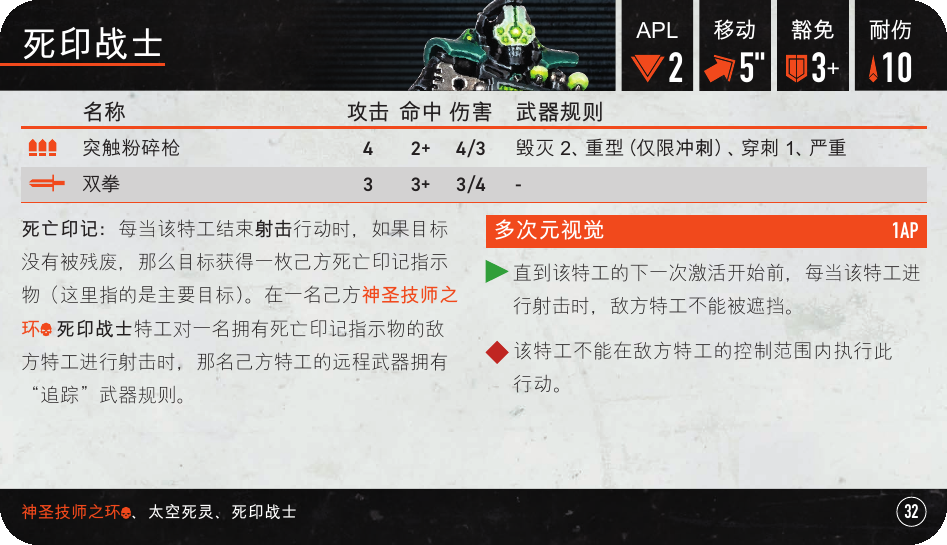 死印战士
APL 移动 豁免 耐伤
2 5" 3+ 10
名称 攻击 命中 伤害 武器规则
突触粉碎枪 4 2+ 4/3 毁灭 2、重型（仅限冲刺）、穿刺 1、严重
双拳 3 3+ 3/4 -
死亡印记：每当该特工结束射击行动时，如果目标
没有被残废，那么目标获得一枚己方死亡印记指示
物（这里指的是主要目标）。在一名己方神圣技师之
环死印战士特工对一名拥有死亡印记指示物的敌
方特工进行射击时，那名己方特工的远程武器拥有
“追踪”武器规则。
多次元视觉 1AP
直到该特工的下一次激活开始前，每当该特工进
行射击时，敌方特工不能被遮挡。
该特工不能在敌方特工的控制范围内执行此
行动。
神圣技师之环、太空死灵、死印战士
32